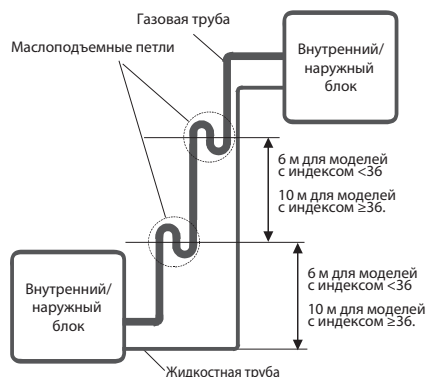 Газовая труба
Маслоподъемные петли
Внутренний/
наружный
блок
6 м для моделей
с индексом <36
10 м для моделей
с индексом ≥36.
6 м для моделей
с индексом <36
10 м для моделей
с индексом ≥36.
Внутренний/
наружный
блок
Жидкостная труба